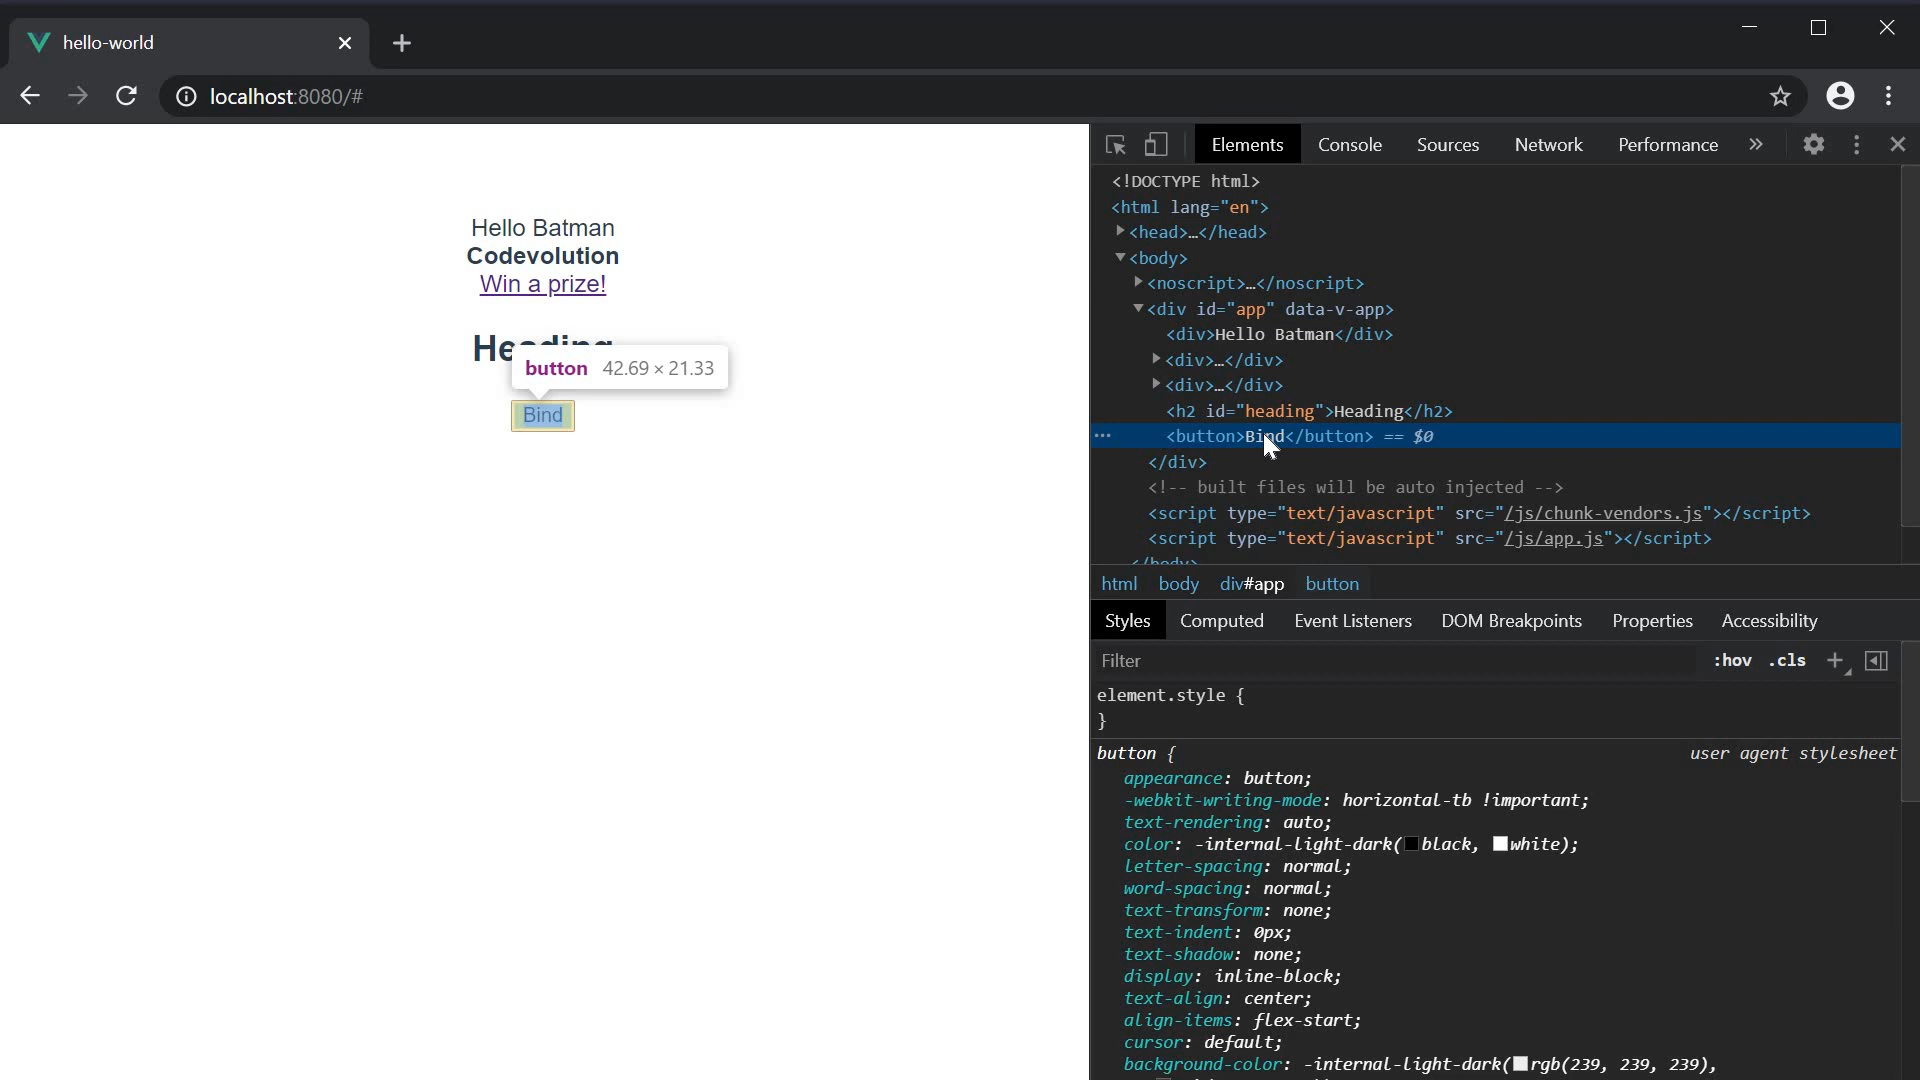 hello-world
localhost:8080/#
Hello Batman
Codevolution
Win a prize!
Heading
button 42.69 × 21.33
Bind
Elements Console Sources Network Performance »
<!DOCTYPE html>
<html lang="en">
<head>…</head>
<body>
<noscript>…</noscript>
<div id="app" data-v-app>
<div>Hello Batman</div>
<div>…</div>
<div>…</div>
<h2 id="heading">Heading</h2>
<button>Bind</button> == $0
</div>
<!-- built files will be auto injected -->
<script type="text/javascript" src="/js/chunk-vendors.js"></script>
<script type="text/javascript" src="/js/app.js"></script>
</body>
html body div#app button
Styles Computed Event Listeners DOM Breakpoints Properties Accessibility
Filter :hov .cls +
element.style {
}
button { user agent stylesheet
appearance: button;
-webkit-writing-mode: horizontal-tb !important;
text-rendering: auto;
color: -internal-light-dark(black, white);
letter-spacing: normal;
word-spacing: normal;
text-transform: none;
text-indent: 0px;
text-shadow: none;
display: inline-block;
text-align: center;
align-items: flex-start;
cursor: default;
background-color: -internal-light-dark(rgb(239, 239, 239),